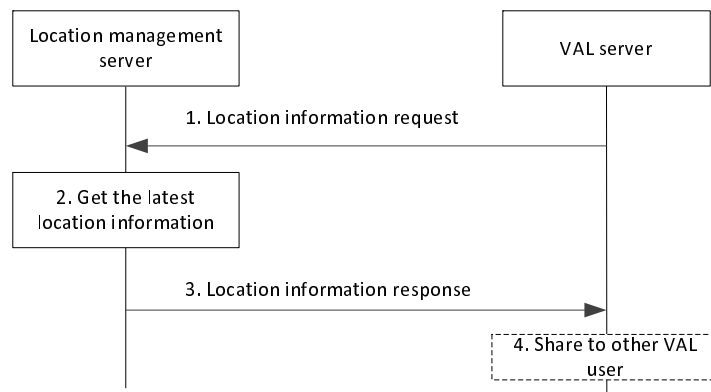 Location management
server
VAL server
1. Location information request
2. Get the latest
location information
3. Location information response
4. Share to other VAL
user